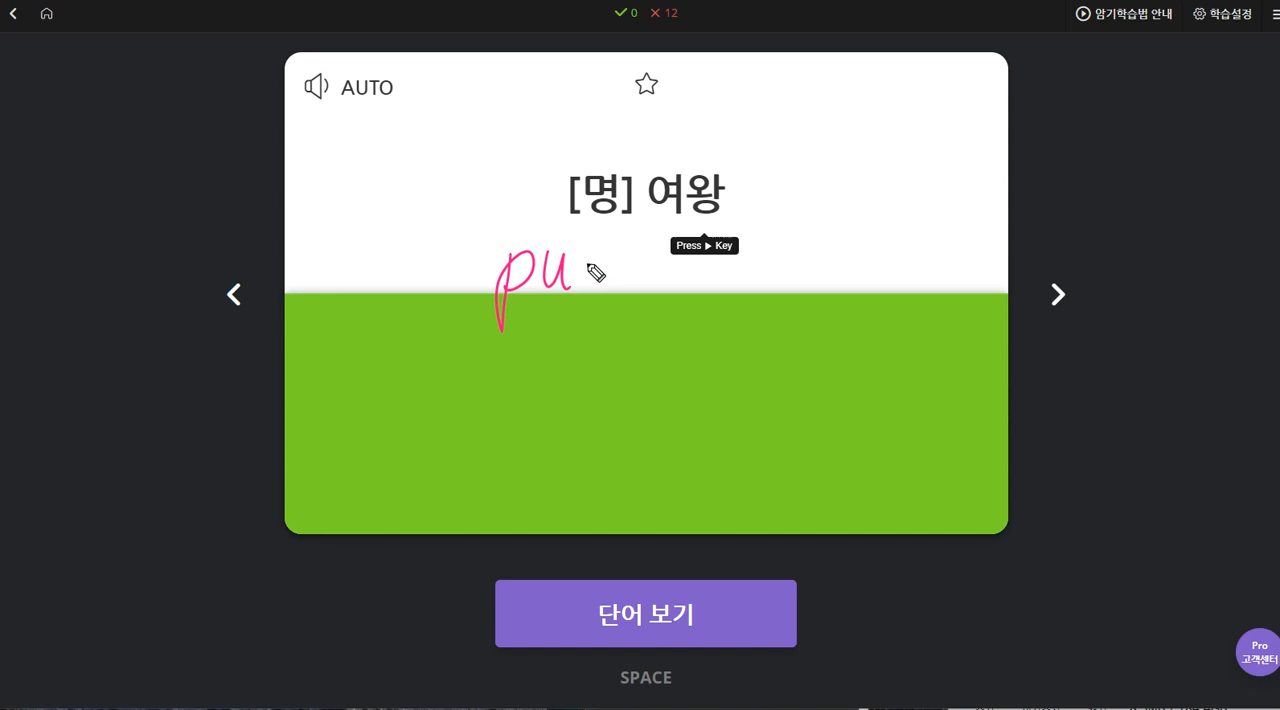 0 12 암기학습법 안내 학습설정
AUTO
[명] 여왕
Press ▶ Key
pu
단어 보기
SPACE
Pro
고객센터